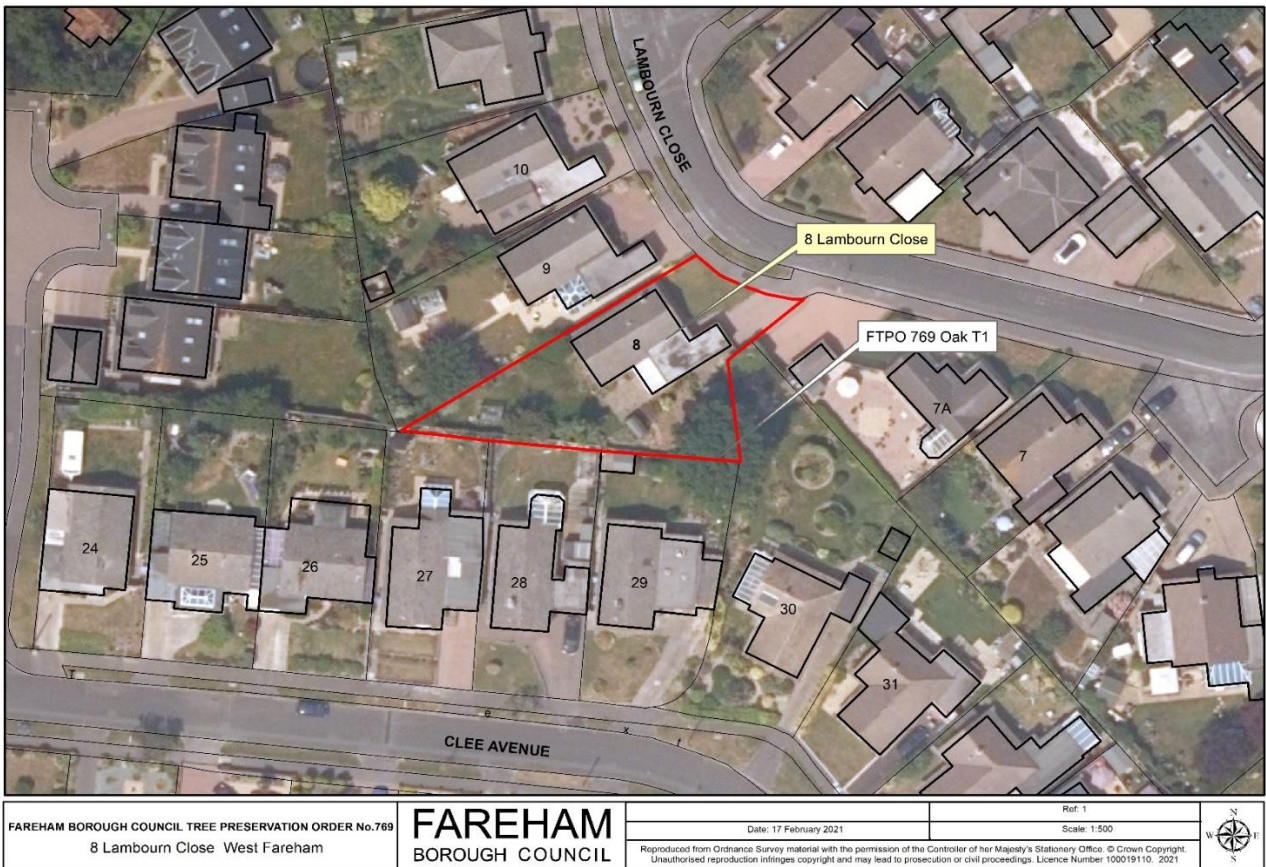 LAMBOURN CLOSE
10
8 Lambourn Close
9
8
FTPO 769 Oak T1
7A
7
24
25
26
27
28
29
30
31
T e x t
CLEE AVENUE
FAREHAM BOROUGH COUNCIL TREE PRESERVATION ORDER No.769
8 Lambourn Close West Fareham
FAREHAM
BOROUGH COUNCIL
Date: 17 February 2021
Ref: 1
Scale: 1:500
Reproduced from Ordnance Survey material with the permission of the Controller of her Majesty's Stationery Office. © Crown Copyright.
Unauthorised reproduction infringes copyright and may lead to prosecution or civil proceedings. Licence Number 100019110. 2021
N
W E
S